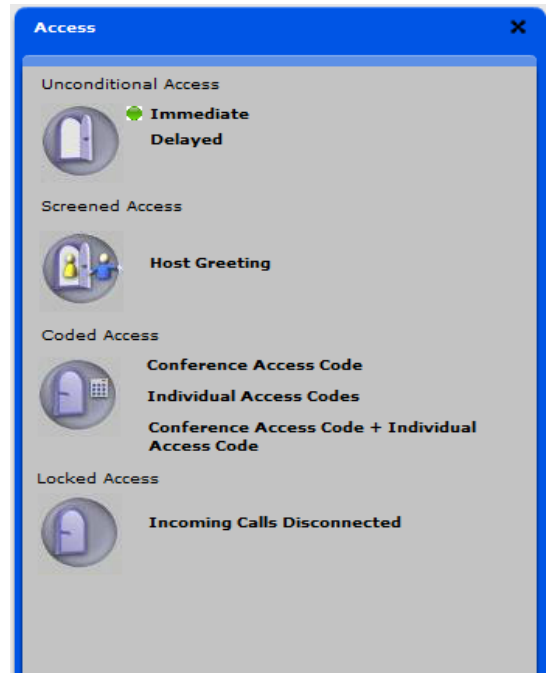 Access
Unconditional Access
Immediate
Delayed
Screened Access
Host Greeting
Coded Access
Conference Access Code
Individual Access Codes
Conference Access Code + Individual
Access Code
Locked Access
Incoming Calls Disconnected